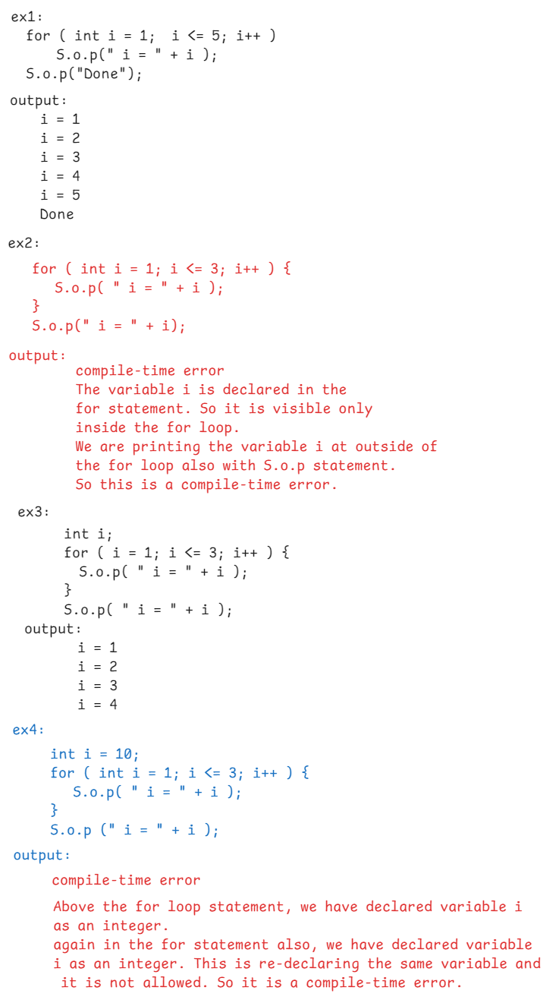 ex1:
for ( int i = 1;  i <= 5; i++ )
S.o.p(" i = " + i );
S.o.p("Done");
output:
i = 1
i = 2
i = 3
i = 4
i = 5
Done
ex2:
for ( int i = 1; i <= 3; i++ ) {
S.o.p( " i = " + i );
}
S.o.p(" i = " + i);
output:
compile-time error
The variable i is declared in the
for statement. So it is visible only
inside the for loop.
We are printing the variable i at outside of
the for loop also with S.o.p statement.
So this is a compile-time error.
ex3:
int i;
for ( i = 1; i <= 3; i++ ) {
S.o.p( " i = " + i );
}
S.o.p( " i = " + i );
output:
i = 1
i = 2
i = 3
i = 4
ex4:
int i = 10;
for ( int i = 1; i <= 3; i++ ) {
S.o.p( " i = " + i );
}
S.o.p (" i = " + i );
output:
compile-time error
Above the for loop statement, we have declared variable i
as an integer.
again in the for statement also, we have declared variable
i as an integer. This is re-declaring the same variable and
it is not allowed. So it is a compile-time error.